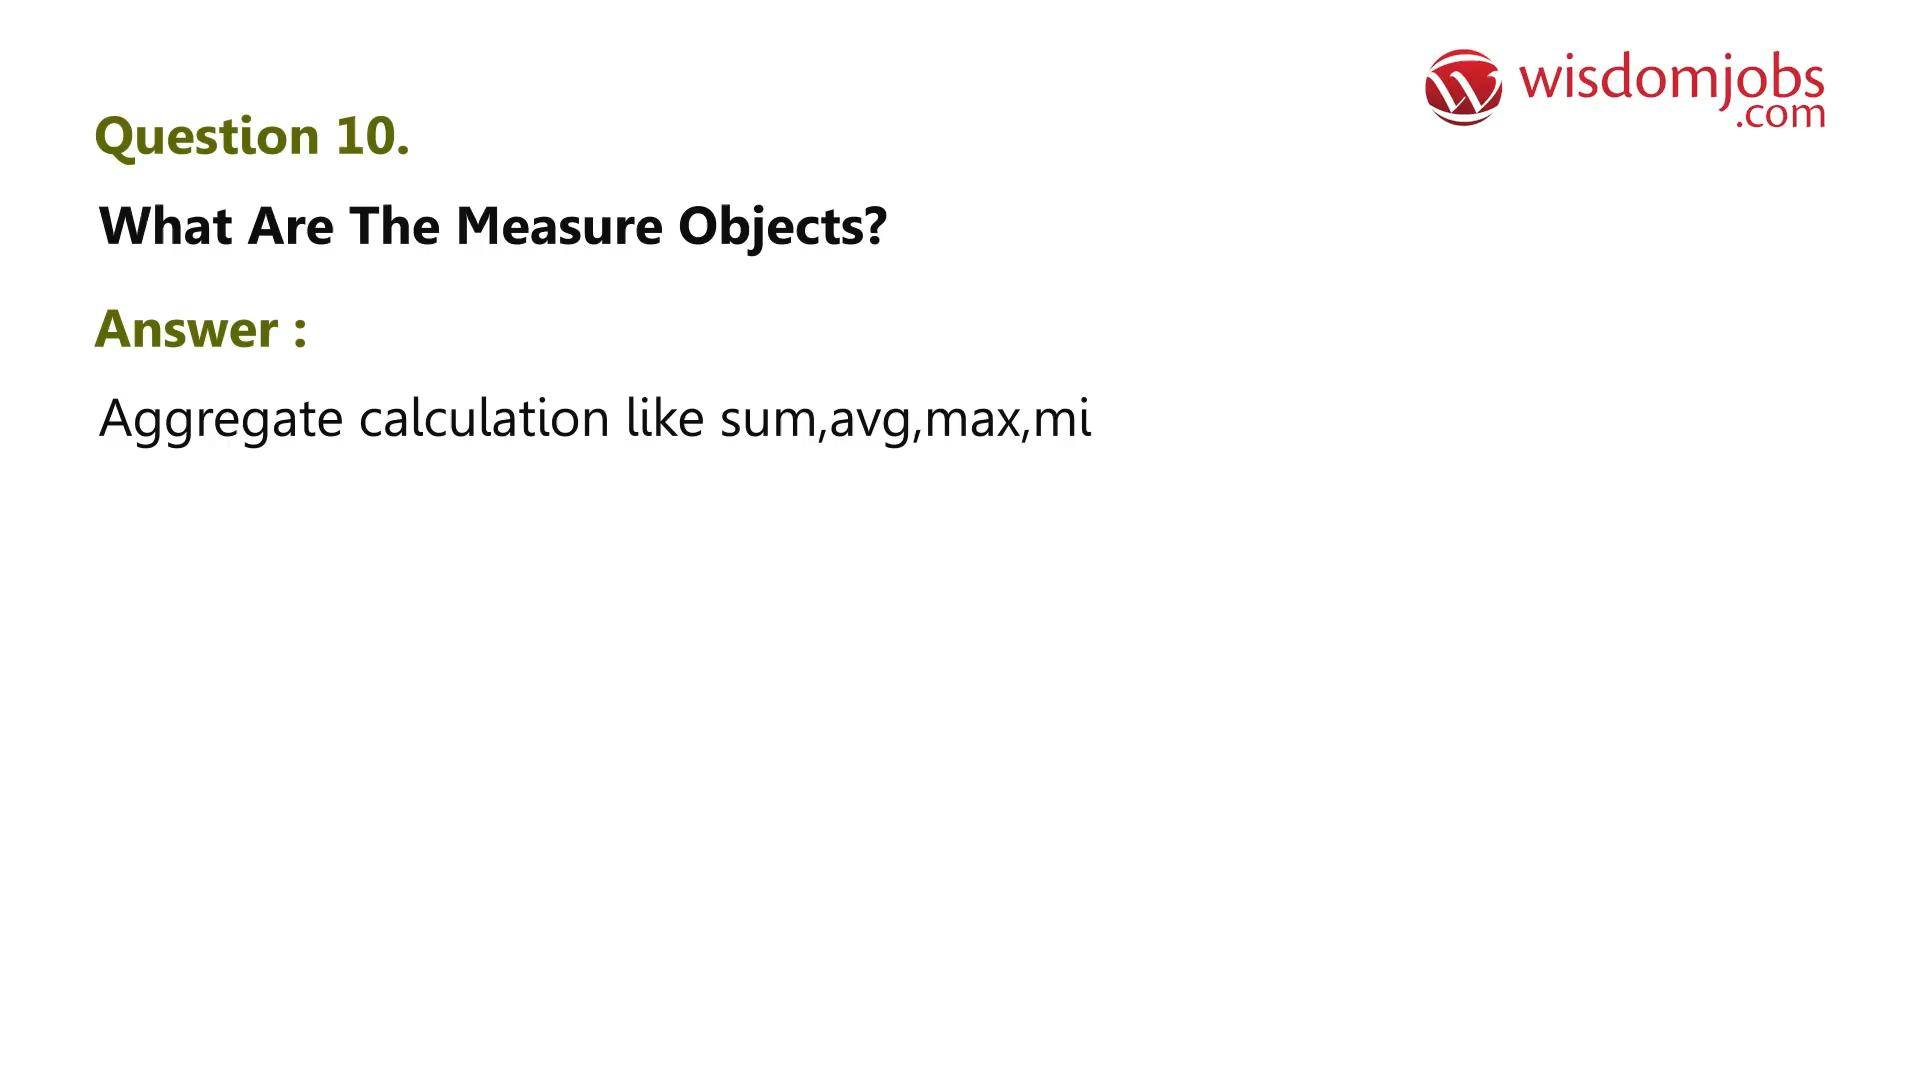 wisdomjobs
.com
Question 10.
What Are The Measure Objects?
Answer :
Aggregate calculation like sum,avg,max,mi